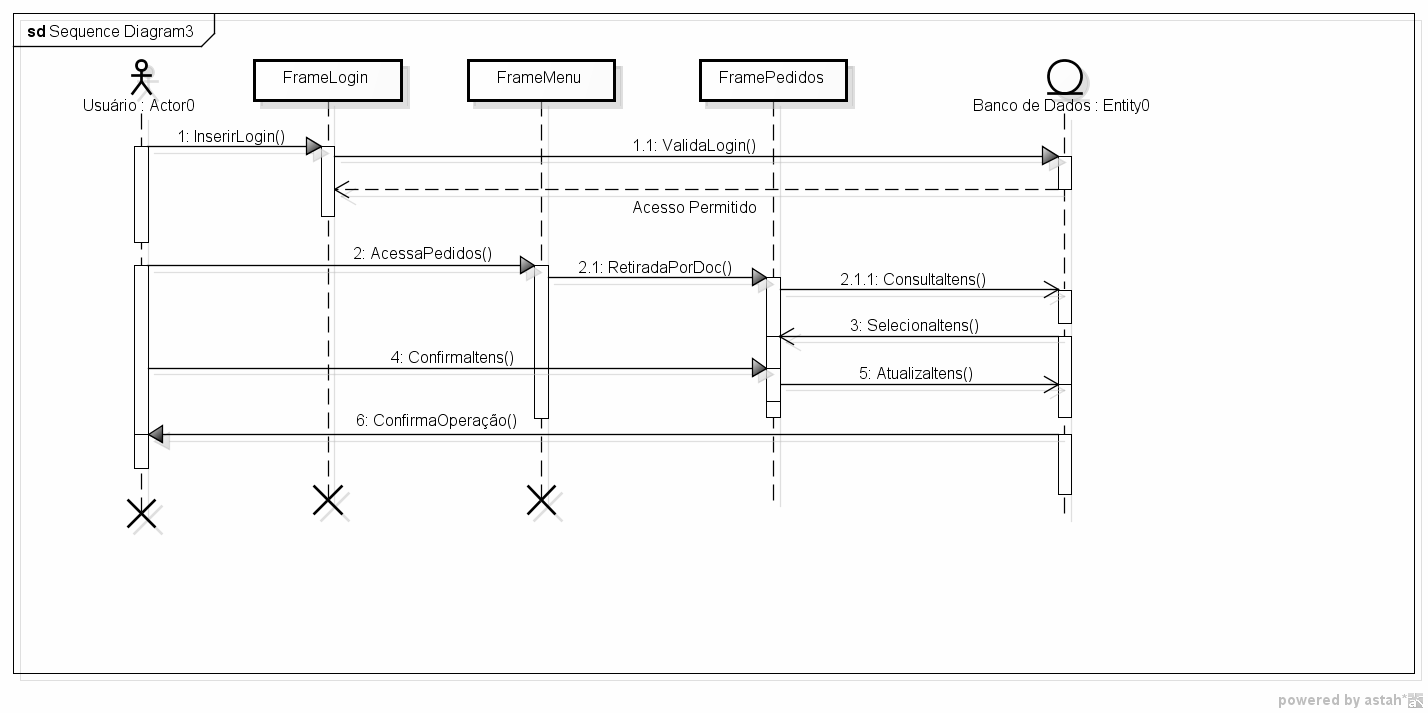 sd Sequence Diagram3
FrameLogin
FrameMenu
FramePedidos
Usuário : Actor0
Banco de Dados : Entity0
1: InserirLogin()
1.1: ValidaLogin()
Acesso Permitido
2: AcessaPedidos()
2.1: RetiradaPorDoc()
2.1.1: ConsultaItens()
3: SelecionaItens()
4: ConfirmaItens()
5: AtualizaItens()
6: ConfirmaOperação()
powered by astah*